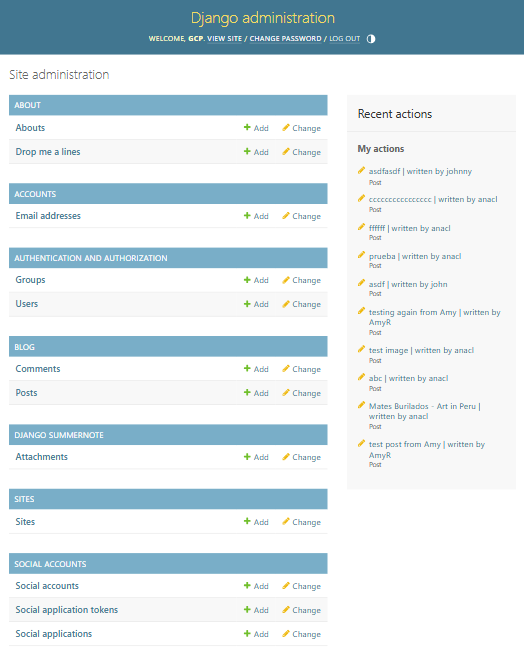 Django administration
WELCOME, GCP. VIEW SITE / CHANGE PASSWORD / LOG OUT
Site administration
ABOUT
Abouts Add Change
Drop me a lines Add Change
ACCOUNTS
Email addresses Add Change
AUTHENTICATION AND AUTHORIZATION
Groups Add Change
Users Add Change
BLOG
Comments Add Change
Posts Add Change
DJANGO SUMMERNOTE
Attachments Add Change
SITES
Sites Add Change
SOCIAL ACCOUNTS
Social accounts Add Change
Social application tokens Add Change
Social applications Add Change
Recent actions
My actions
asdfasdf | written by johnny
Post
cccccccccccccccc | written by anacl
Post
ffffff | written by anacl
Post
prueba | written by anacl
Post
asdf | written by john
Post
testing again from Amy | written by
AmyR
Post
test image | written by anacl
Post
abc | written by anacl
Post
Mates Burilados - Art in Peru |
written by anacl
Post
test post from Amy | written by
AmyR
Post